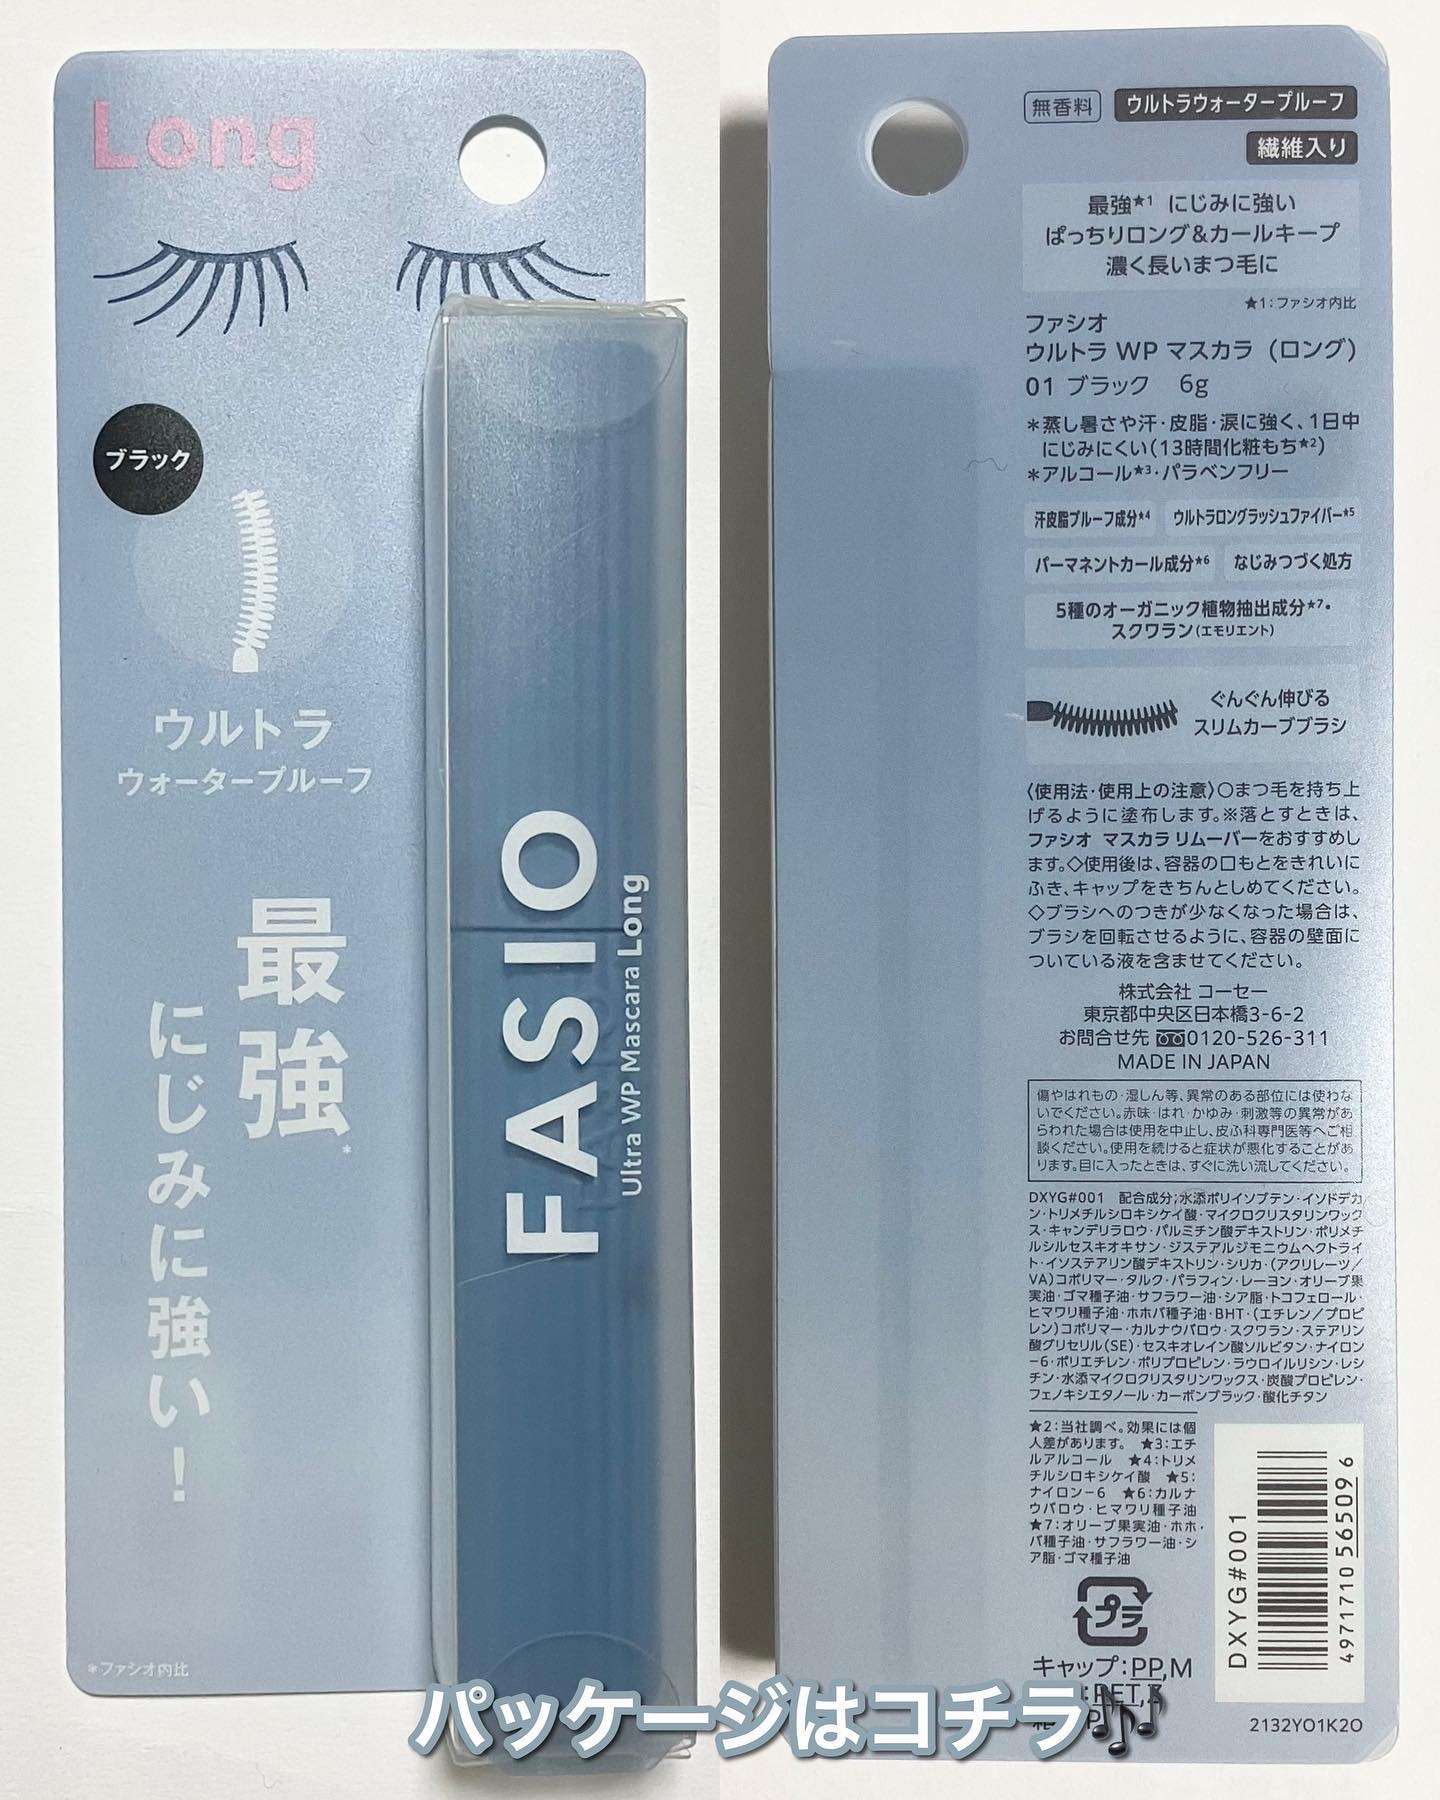 Long
ブラック
ウルトラ
ウォータープルーフ
最強*
にじみに強い!
*ファシオ内比
FASIO
Ultra WP Mascara Long
無香料 ウルトラウォータープルーフ
繊維入り
最強★1 にじみに強い
ぱっちりロング&カールキープ
濃く長いまつ毛に
★1:ファシオ内比
ファシオ
ウルトラ WP マスカラ (ロング)
01 ブラック 6g
*蒸し暑さや汗・皮脂・涙に強く、1日中
にじみにくい(13時間化粧もち★2)
*アルコール★3・パラベンフリー
汗皮脂プルーフ成分★4 ウルトラロングラッシュファイバー★5
パーマネントカール成分★6 なじみつづく処方
5種のオーガニック植物抽出成分★7・
スクワラン(エモリエント)
ぐんぐん伸びる
スリムカーブブラシ
〈使用法・使用上の注意〉○まつ毛を持ち上
げるように塗布します。※落とすときは、
ファシオ マスカラ リムーバーをおすすめし
ます。◇使用後は、容器の口もとをきれいに
ふき、キャップをきちんとしめてください。
◇ブラシへのつきが少なくなった場合は、
ブラシを回転させるように、容器の壁面に
ついている液を含ませてください。
株式会社 コーセー
東京都中央区日本橋3-6-2
お問合せ先 0120-526-311
MADE IN JAPAN
傷やはれもの・湿しん等、異常のある部位には使わな
いでください。赤味・はれ・かゆみ・刺激等の異常があ
らわれた場合は使用を中止し、皮ふ科専門医等へご相
談ください。使用を続けると症状が悪化することがあ
ります。目に入ったときは、すぐに洗い流してください。
DXYG#001 配合成分;水添ポリイソブテン・イソドデカ
ン・トリメチルシロキシケイ酸・マイクロクリスタリンワック
ス・キャンデリラロウ・パルミチン酸デキストリン・ポリメチ
ルシルセスキオキサン・ジステアルジモニウムヘクトライ
ト・イソステアリン酸デキストリン・シリカ・(アクリレーツ/
VA)コポリマー・タルク・パラフィン・レーヨン・オリーブ果
実油・ゴマ種子油・サフラワー油・シア脂・トコフェロール・
ヒマワリ種子油・ホホバ種子油・BHT・(エチレン/プロピ
レン)コポリマー・カルナウバロウ・スクワラン・ステアリン
酸グリセリル(SE)・セスキオレイン酸ソルビタン・ナイロン
-6・ポリエチレン・ポリプロピレン・ラウロイルリシン・レシ
チン・水添マイクロクリスタリンワックス・炭酸プロピレン・
フェノキシエタノール・カーボンブラック・酸化チタン
★2:当社調べ。効果には個
人差があります。 ★3:エチ
ルアルコール ★4:トリメ
チルシロキシケイ酸 ★5:
ナイロン-6 ★6:カルナ
ウバロウ・ヒマワリ種子油
★7:オリーブ果実油・ホホ
バ種子油・サフラワー油・シ
ア脂・ゴマ種子油
プラ
キャップ:PP,M
:PET,
DXYG#001
4971710565096
2132YO1K2O
パッケージはコチラ🎶